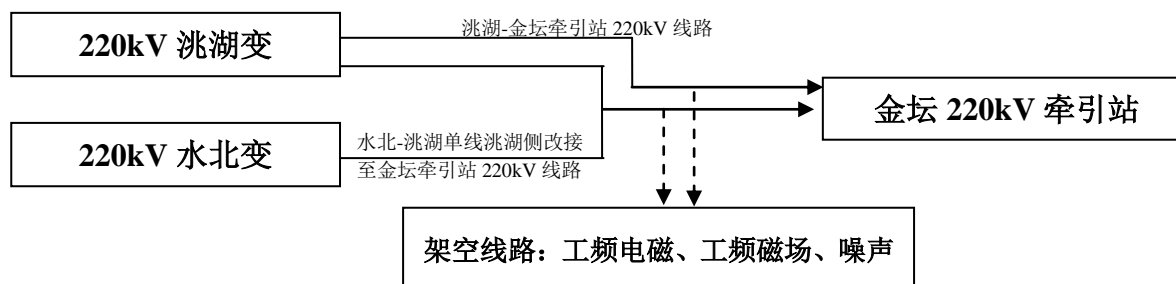 洮湖-金坛牵引站 220kV 线路
220kV 洮湖变
金坛 220kV 牵引站
220kV 水北变
水北-洮湖单线洮湖侧改接
至金坛牵引站 220kV 线路
架空线路：工频电磁、工频磁场、噪声